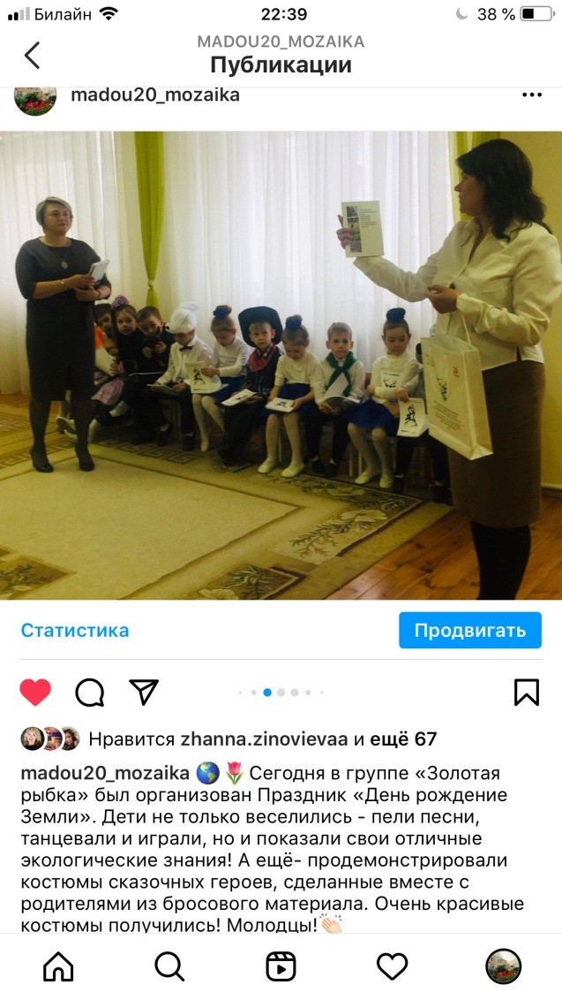 Билайн 22:39 38 %
MADOU20_MOZAIKA
Публикации
madou20_mozaika
Статистика Продвигать
Нравится zhanna.zinovievaa и ещё 67
madou20_mozaika 🌎🌷Сегодня в группе «Золотая
рыбка» был организован Праздник «День рождение
Земли». Дети не только веселились - пели песни,
танцевали и играли, но и показали свои отличные
экологические знания! А ещё- продемонстрировали
костюмы сказочных героев, сделанные вместе с
родителями из бросового материала. Очень красивые
костюмы получились! Молодцы!👏🏻